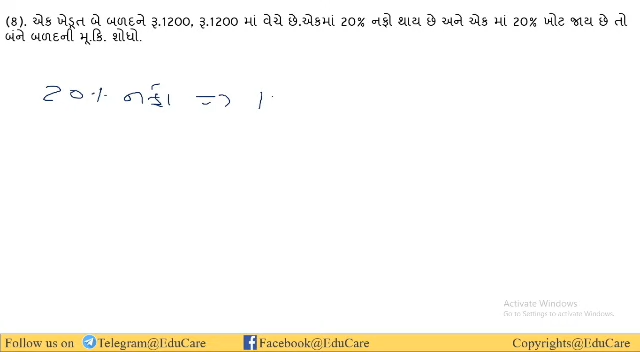 (8). એક ખેડૂત બે બળદને રૂ.1200, રૂ.1200 માં વેચે છે.એકમાં 20% નફો થાય છે અને એક માં 20% ખોટ જાય છે તો
બંને બળદની મૂ.કિ. શોધો.
20% નફો => 1
Activate Windows
Go to Settings to activate Windows.
Follow us on Telegram@EduCare Facebook@EduCare Copyrights@EduCare